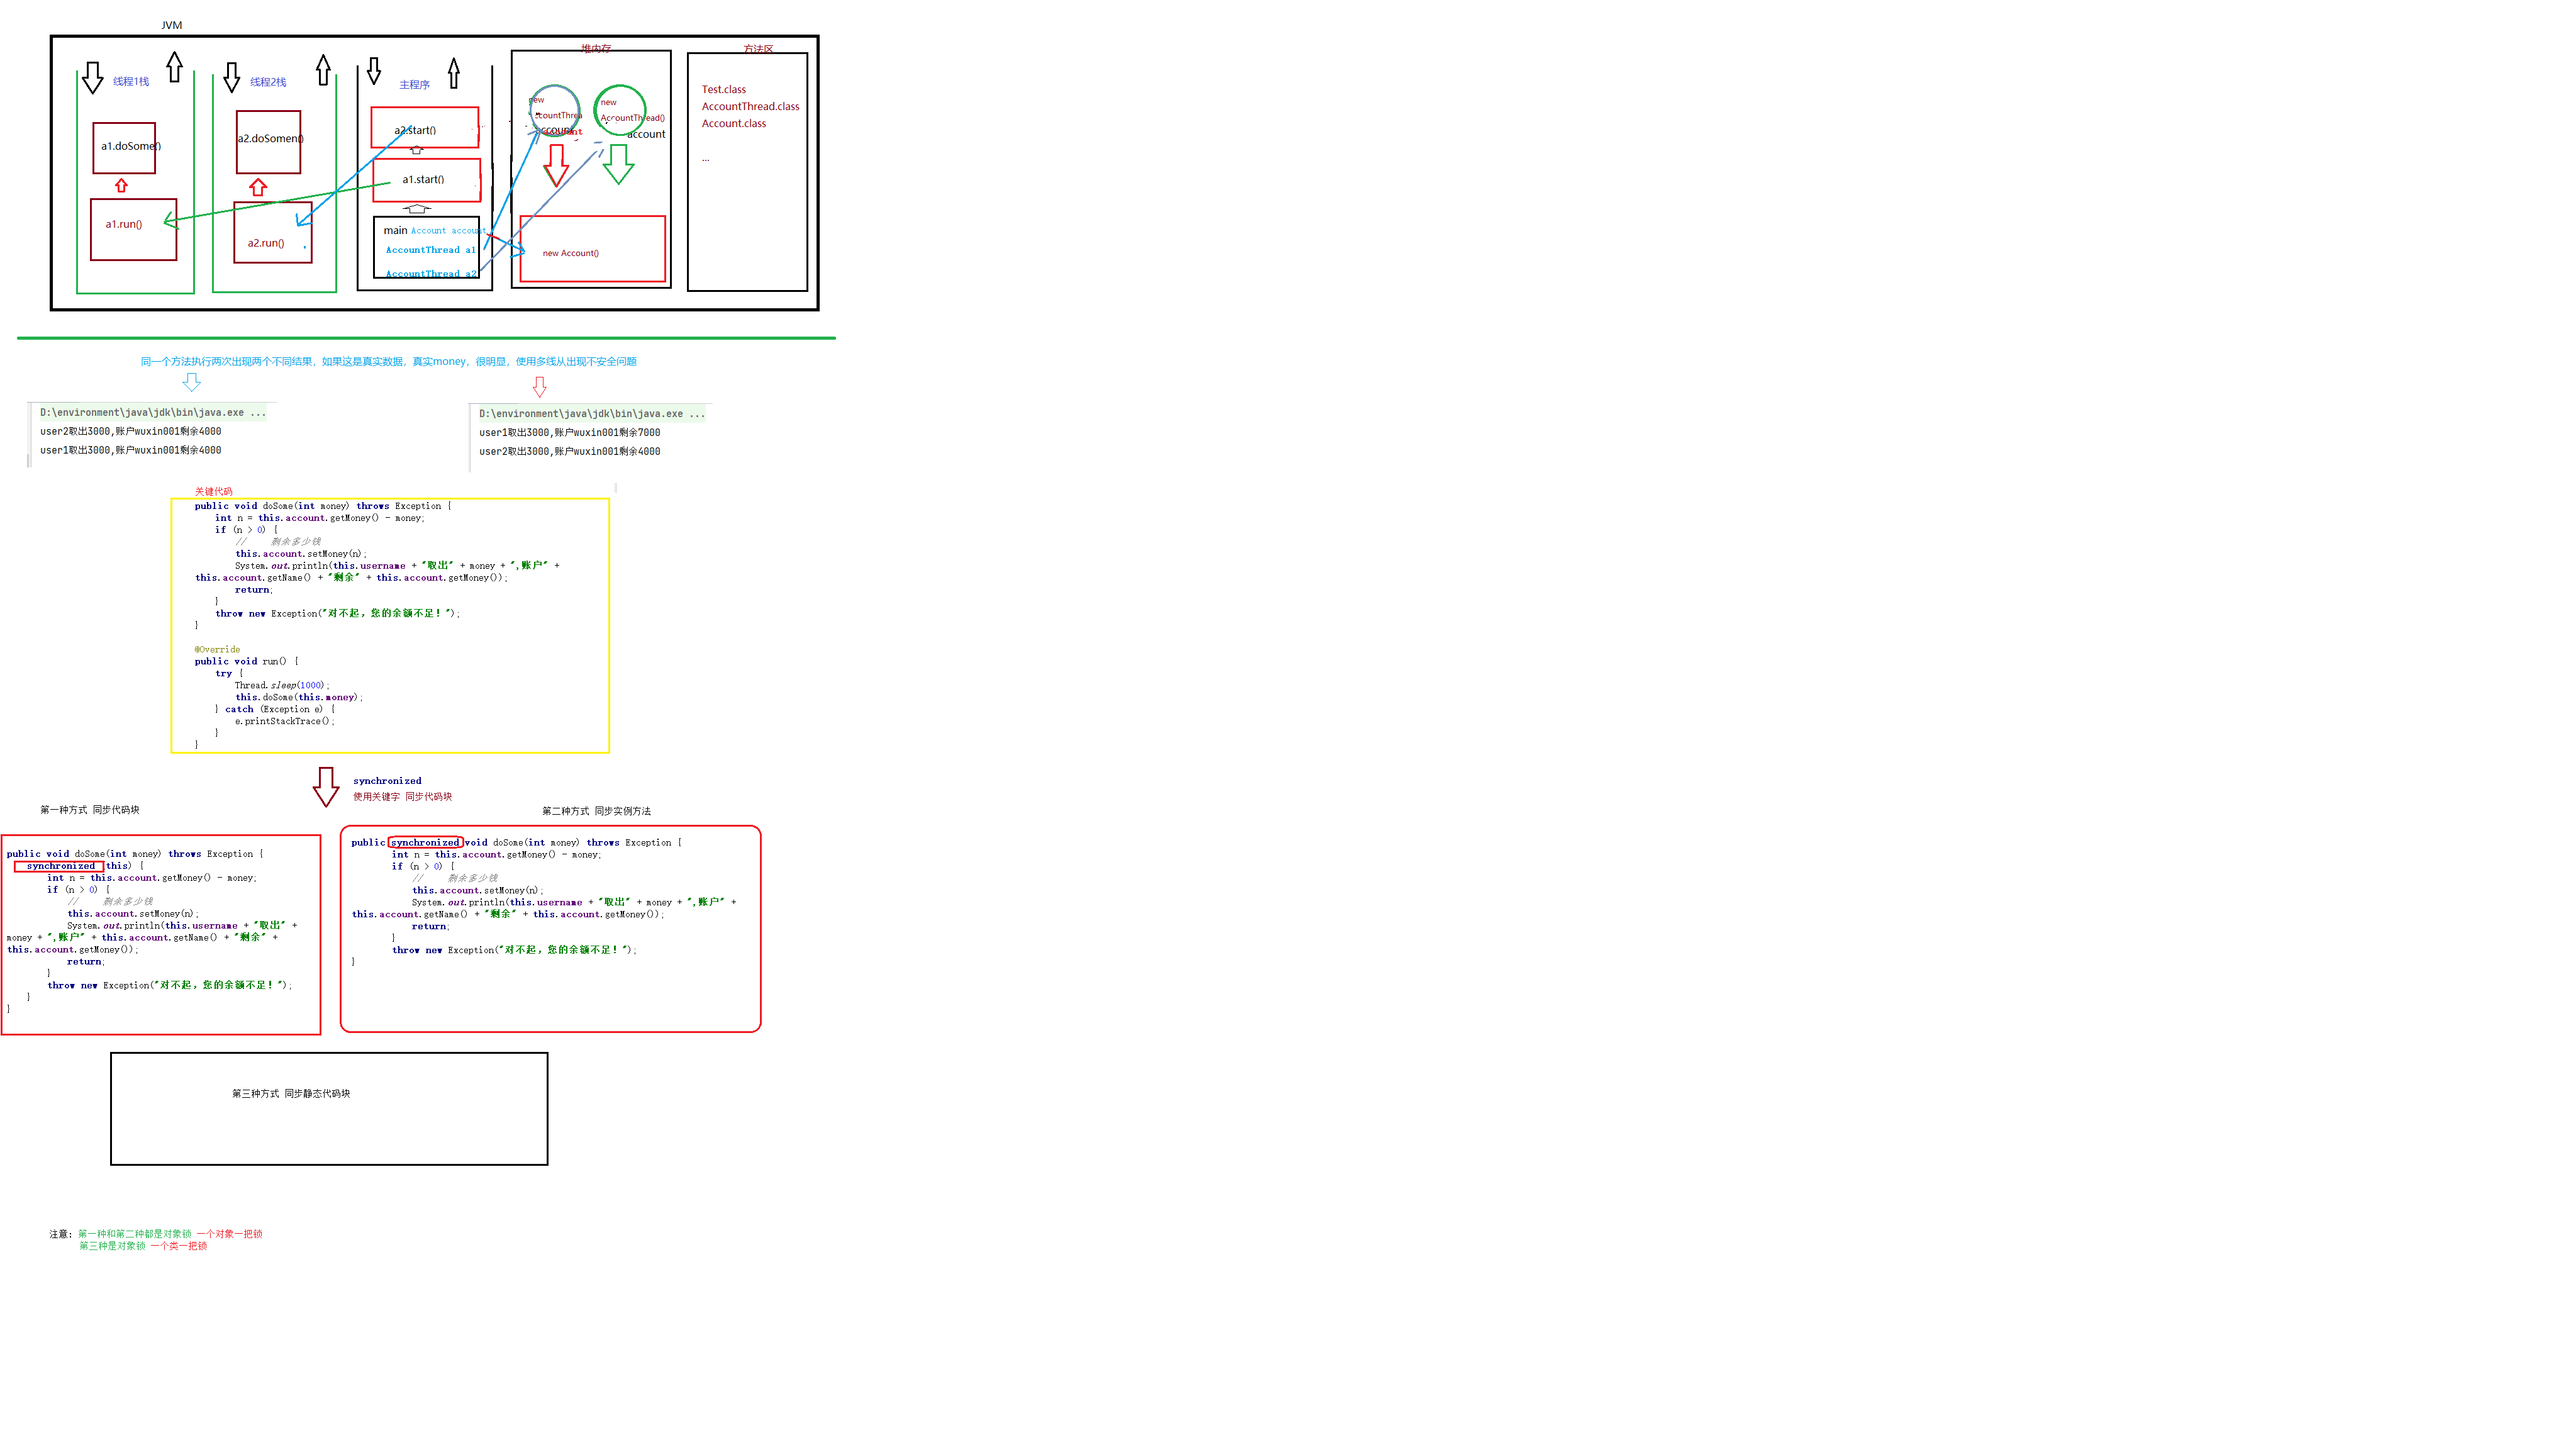 JVM
线程1栈
a1.doSome()
a1.run()
线程2栈
a2.doSomen()
a2.run()
主程序
a2.start()
a1.start()
main Account account
AccountThread a1
AccountThread a2
堆内存
new
new
AccountThread()
account
new Account()
方法区
Test.class
AccountThread.class
Account.class
...
同一个方法执行两次出现两个不同结果，如果这是真实数据，真实money，很明显，使用多线从出现不安全问题
D:\environment\java\jdk\bin\java.exe ...
user2取出3000,账户wuxin001剩余4000
user1取出3000,账户wuxin001剩余4000
D:\environment\java\jdk\bin\java.exe ...
user1取出3000,账户wuxin001剩余7000
user2取出3000,账户wuxin001剩余4000
关键代码
public void doSome(int money) throws Exception {
int n = this.account.getMoney() - money;
if (n > 0) {
// 剩余多少钱
this.account.setMoney(n);
System.out.println(this.username + "取出" + money + ",账户" +
this.account.getName() + "剩余" + this.account.getMoney());
return;
}
throw new Exception("对不起，您的余额不足！");
}
@Override
public void run() {
try {
Thread.sleep(1000);
this.doSome(this.money);
} catch (Exception e) {
e.printStackTrace();
}
}
synchronized
使用关键字 同步代码块
第一种方式 同步代码块
public void doSome(int money) throws Exception {
synchronized this) {
int n = this.account.getMoney() - money;
if (n > 0) {
// 剩余多少钱
this.account.setMoney(n);
System.out.println(this.username + "取出" +
money + ",账户" + this.account.getName() + "剩余" +
this.account.getMoney());
return;
}
throw new Exception("对不起，您的余额不足！");
}
}
第二种方式 同步实例方法
public synchronized void doSome(int money) throws Exception {
int n = this.account.getMoney() - money;
if (n > 0) {
// 剩余多少钱
this.account.setMoney(n);
System.out.println(this.username + "取出" + money + ",账户" +
this.account.getName() + "剩余" + this.account.getMoney());
return;
}
throw new Exception("对不起，您的余额不足！");
}
第三种方式 同步静态代码块
注意: 第一种和第二种都是对象锁 一个对象一把锁
第三种是对象锁 一个类一把锁